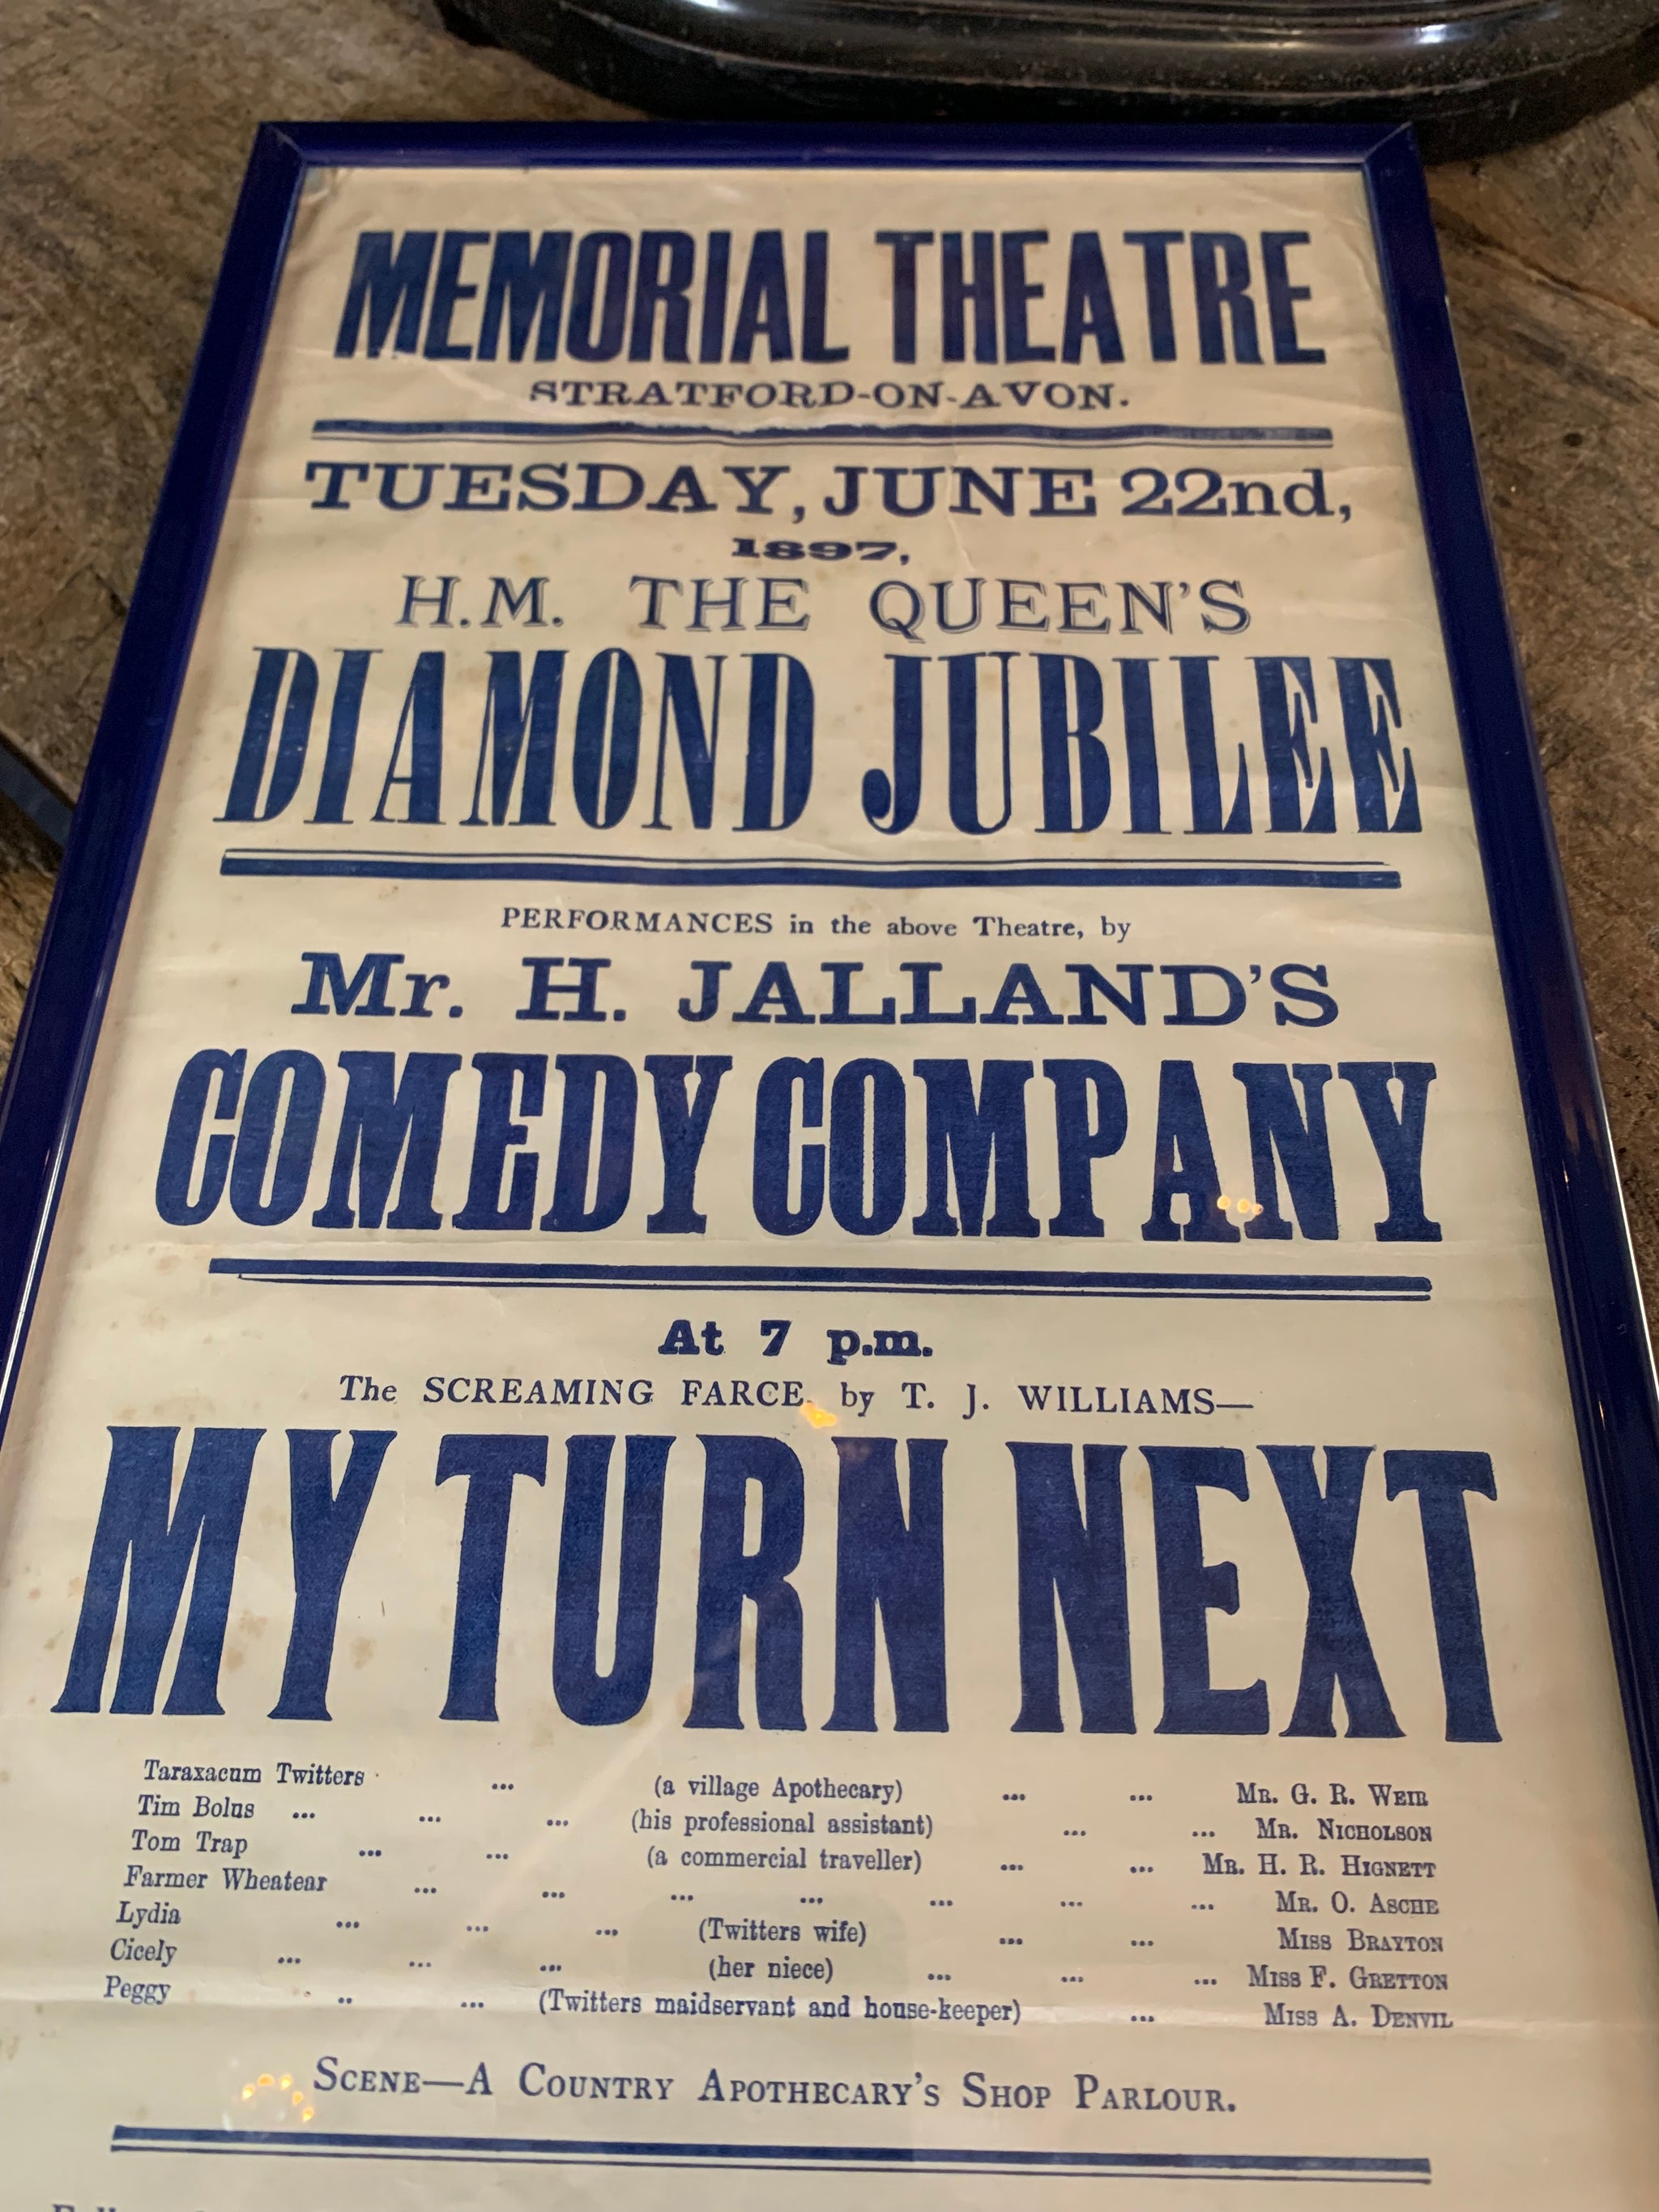 MEMORIAL THEATRE
STRATFORD-ON-AVON.
TUESDAY, JUNE 22nd,
1897,
H.M. THE QUEEN'S
DIAMOND JUBILEE
PERFORMANCES in the above Theatre, by
Mr. H. JALLAND'S
COMEDY COMPANY
At 7 p.m.
The SCREAMING FARCE, by T. J. WILLIAMS—
MY TURN NEXT
Taraxacum Twitters ... (a village Apothecary) ... ... MR. G. R. WEIR
Tim Bolus ... ... ... (his professional assistant) ... ... MR. NICHOLSON
Tom Trap ... ... (a commercial traveller) ... ... MR. H. R. HIGNETT
Farmer Wheatear ... ... ... ... ... ... ... MR. O. ASCHE
Lydia ... ... ... (Twitters wife) ... ... MISS BRAYTON
Cicely ... ... ... (her niece) ... ... ... MISS F. GRETTON
Peggy .. ... (Twitters maidservant and house-keeper) ... MISS A. DENVIL
SCENE—A COUNTRY APOTHECARY'S SHOP PARLOUR.